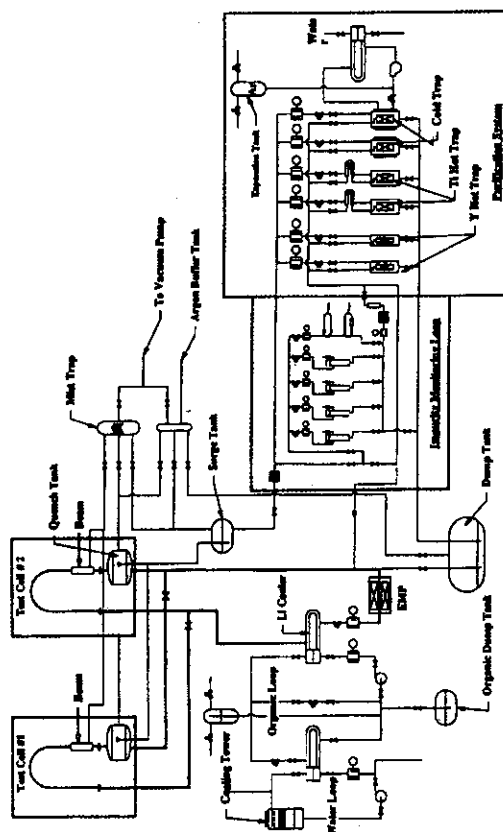 Test Cell #1
Beam
Test Cell # 2
Beam
Quench Tank
Mist Trap
To Vacuum Pump
Argon Buffer Tank
Surge Tank
Expansion Tank
Wate
r
Cold Trap
Ti Hot Trap
Y Hot Trap
Purification System
Impurity Monitoring Loop
Dump Tank
EMP
Li Cooler
Organic Loop
Organic Dump Tank
Cooling Tower
Water Loop